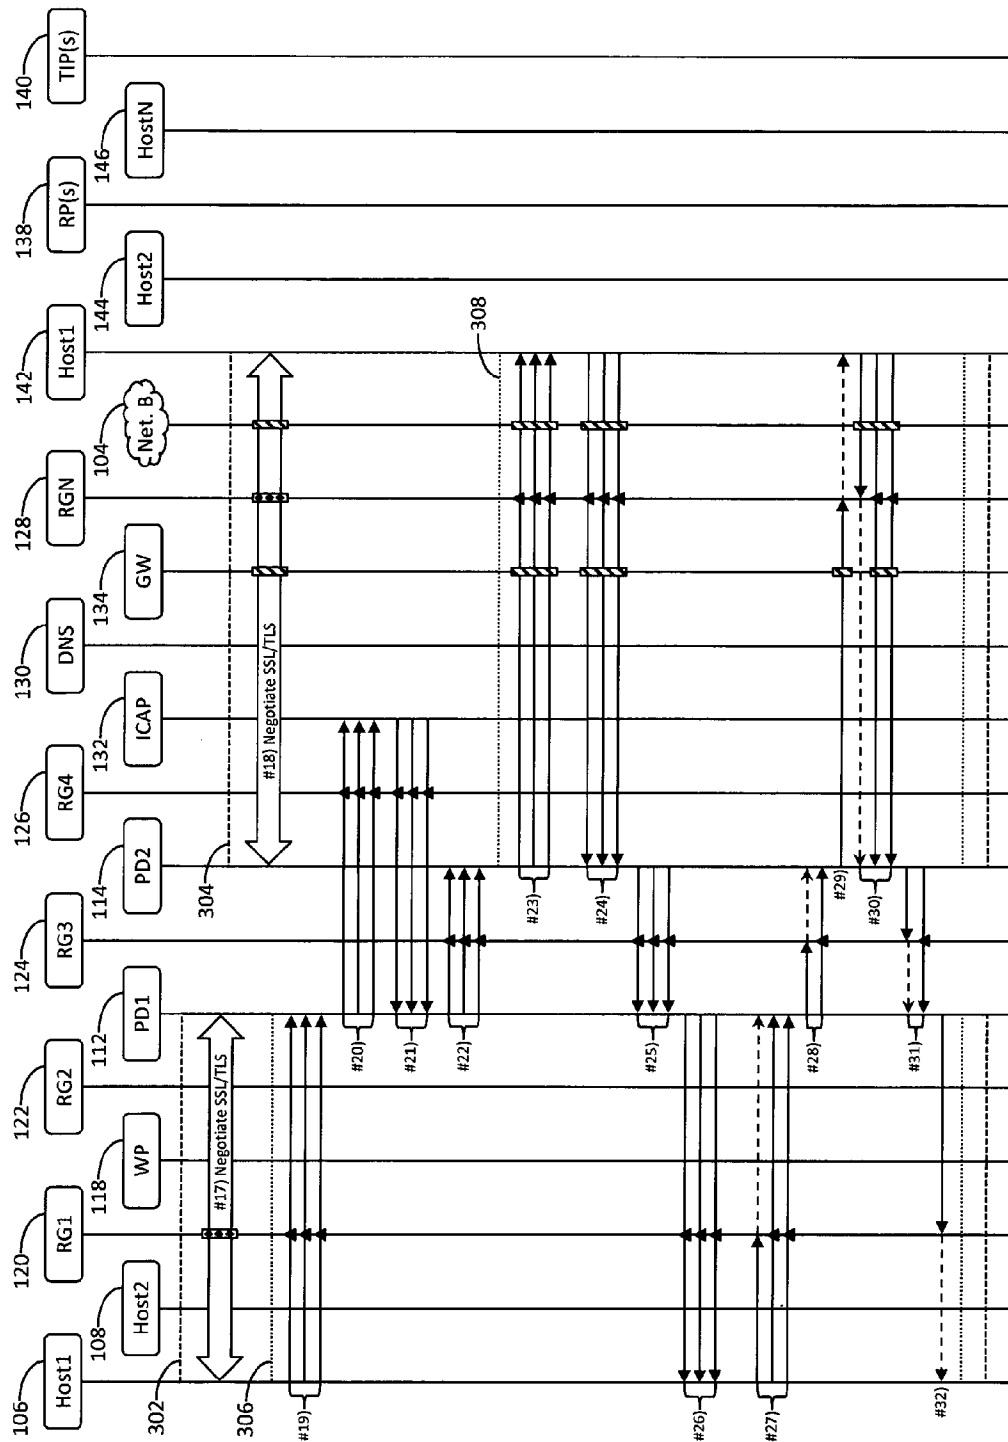 106
Host1
108
Host2
120
RG1
118
WP
122
RG2
112
PD1
124
RG3
114
PD2
126
RG4
132
ICAP
130
DNS
134
GW
128
RGN
104
Net. B
142
Host1
144
Host2
138
RP(s)
146
HostN
140
TIP(s)
302
304
#17) Negotiate SSL/TLS
#18) Negotiate SSL/TLS
306
#19)
#20)
#21)
#22)
308
#23)
#24)
#25)
#26)
#27)
#28)
#29)
#30)
#31)
#32)